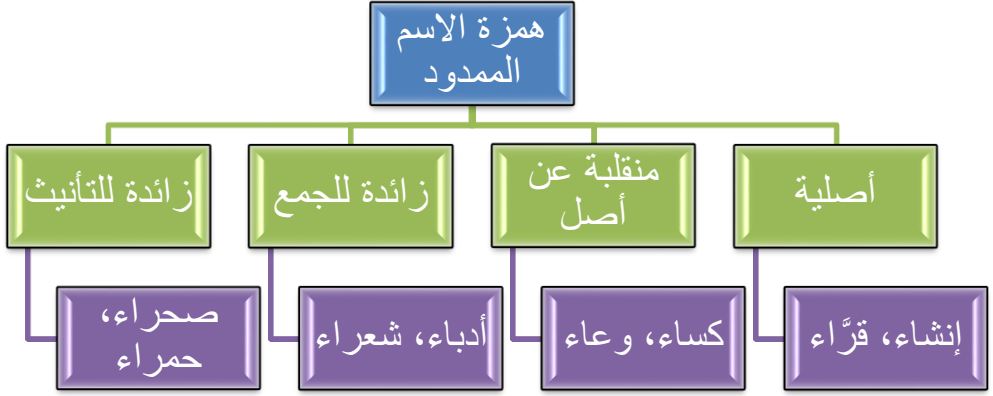 همزة الاسم
الممدود
أصلية
منقلبة عن
أصل
زائدة للجمع
زائدة للتأنيث
إنشاء، قرَّاء
كساء، وعاء
أدباء، شعراء
صحراء،
حمراء